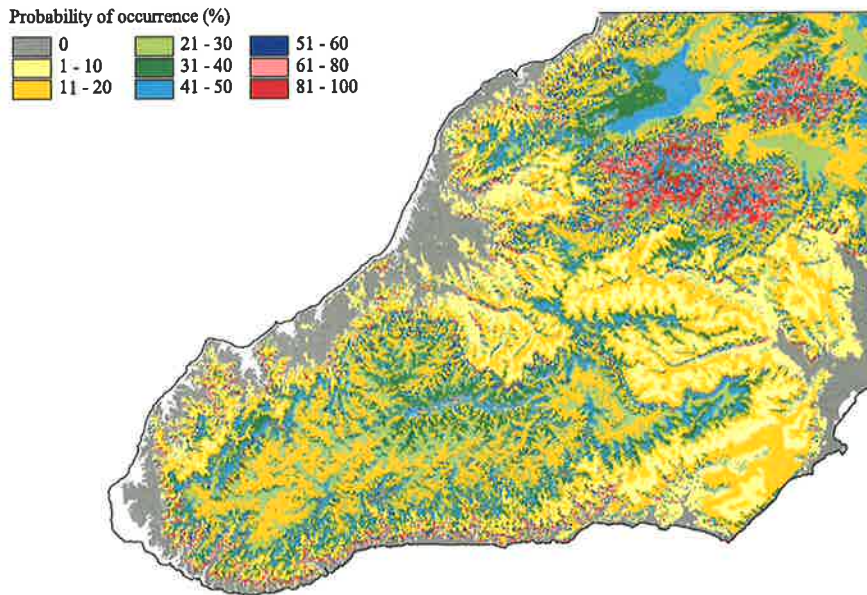 Probability of occurrence (%)
0 21 - 30 51 - 60
1 - 10 31 - 40 61 - 80
11 - 20 41 - 50 81 - 100